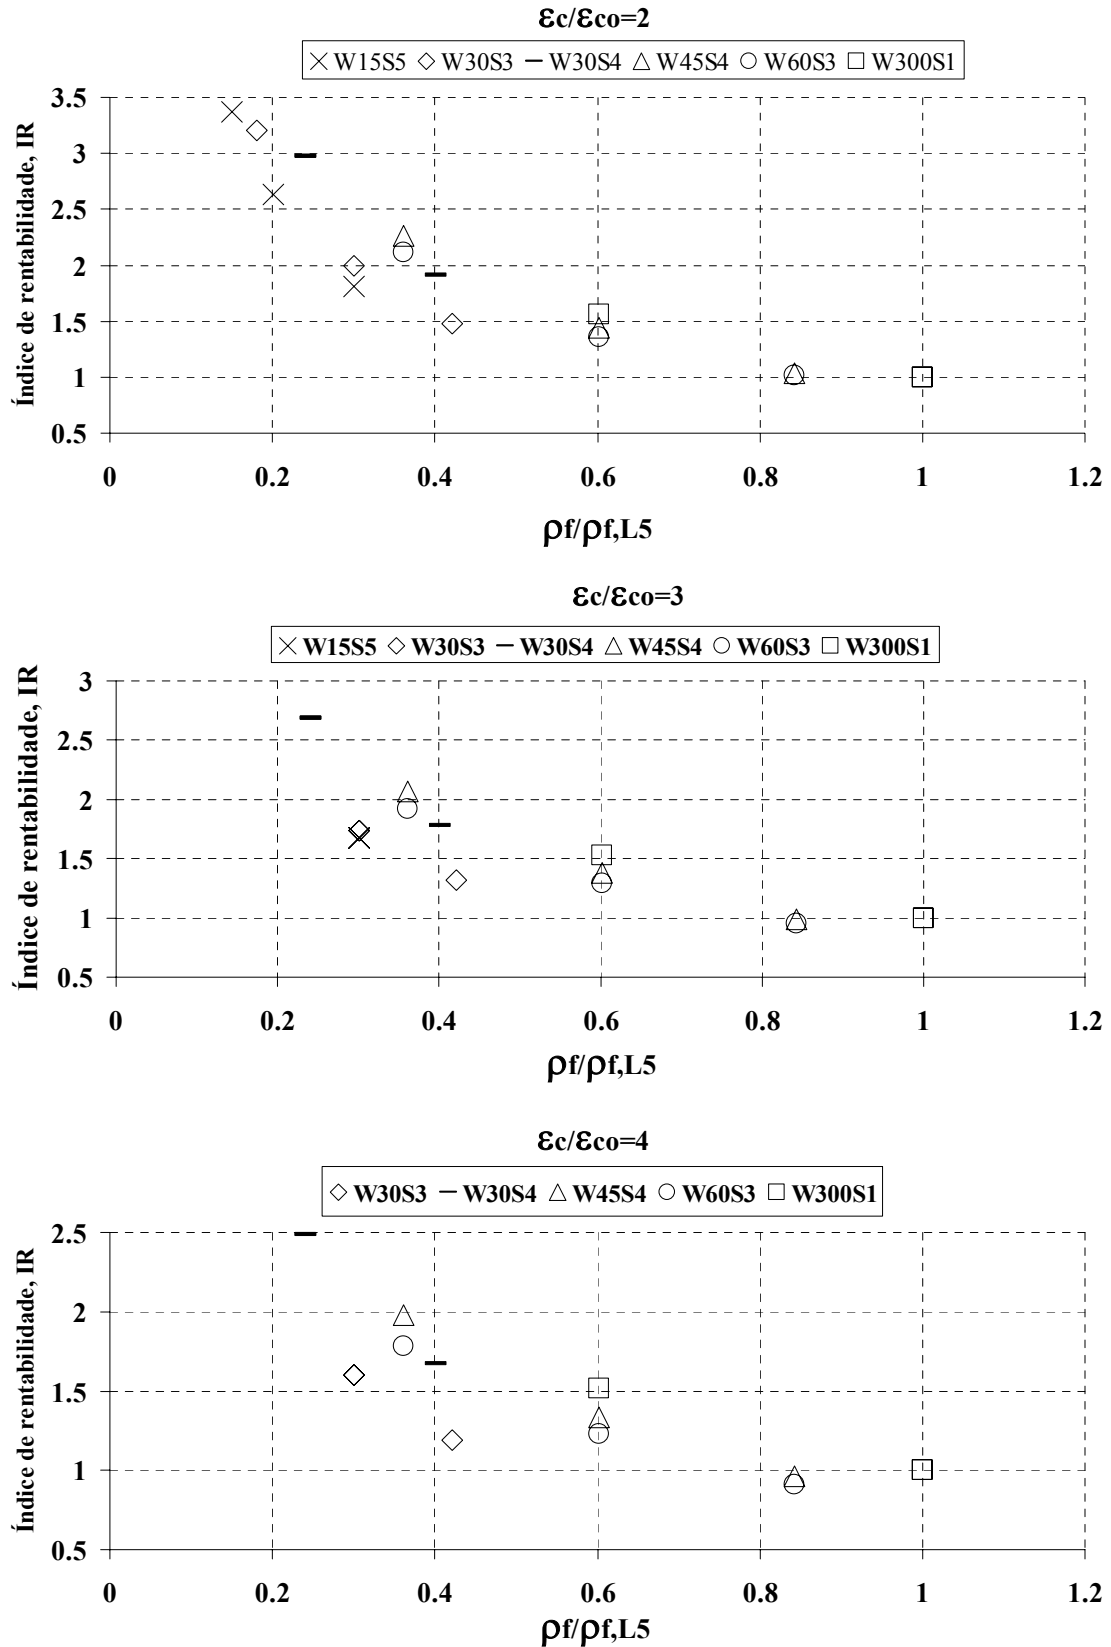 εc/εco=2
W15S5 W30S3 W30S4 W45S4 W60S3 W300S1
Índice de rentabilidade, IR
3.5
3
2.5
2
1.5
1
0.5
0 0.2 0.4 0.6 0.8 1 1.2
ρf/ρf,L5
εc/εco=3
W15S5 W30S3 W30S4 W45S4 W60S3 W300S1
Índice de rentabilidade, IR
3
2.5
2
1.5
1
0.5
0 0.2 0.4 0.6 0.8 1 1.2
ρf/ρf,L5
εc/εco=4
W30S3 W30S4 W45S4 W60S3 W300S1
Índice de rentabilidade, IR
2.5
2
1.5
1
0.5
0 0.2 0.4 0.6 0.8 1 1.2
ρf/ρf,L5